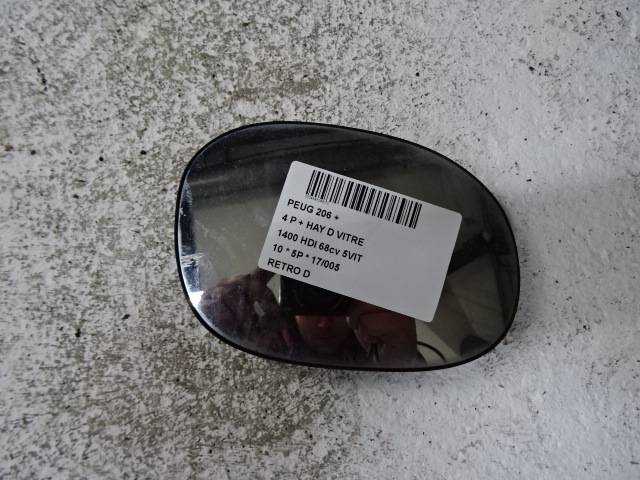 PEUG 206 +
4 P + HAY D VITRE
1400 HDI 68cv 5VIT
10 * 5P * 17/005
RETRO D